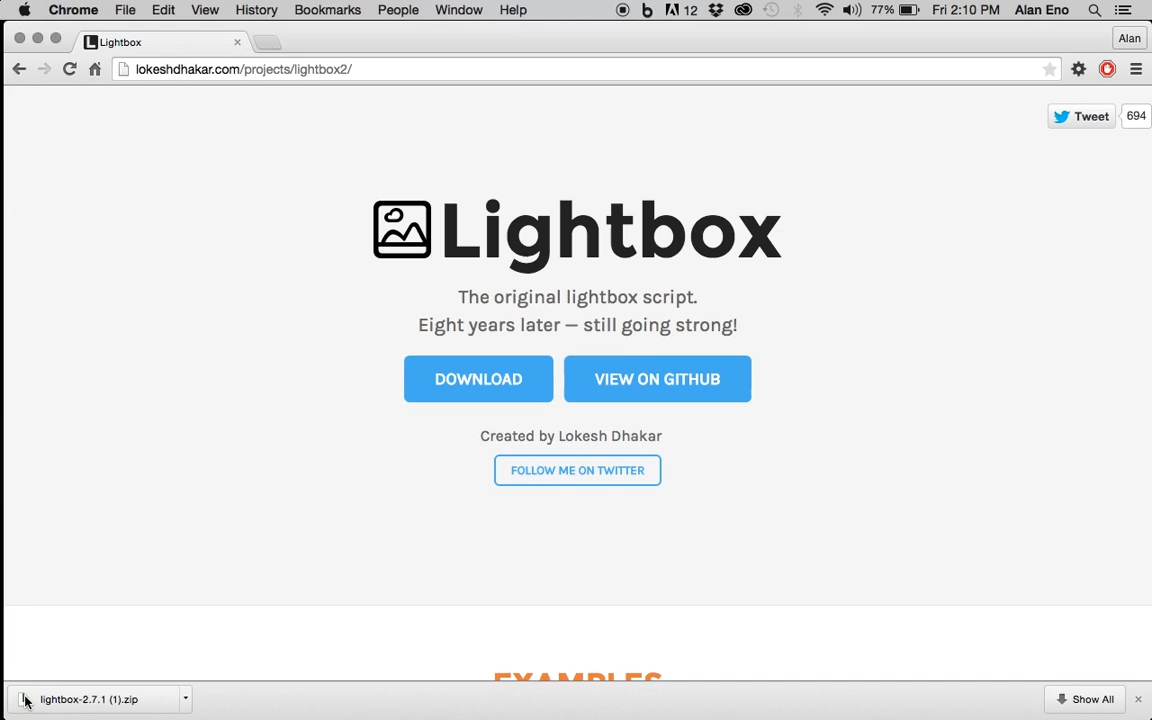 Chrome File Edit View History Bookmarks People Window Help 12 77% Fri 2:10 PM Alan Eno
Lightbox Alan
lokeshdhakar.com/projects/lightbox2/
Tweet 694
Lightbox
The original lightbox script.
Eight years later — still going strong!
DOWNLOAD VIEW ON GITHUB
Created by Lokesh Dhakar
FOLLOW ME ON TWITTER
EXAMPLES
lightbox-2.7.1 (1).zip Show All